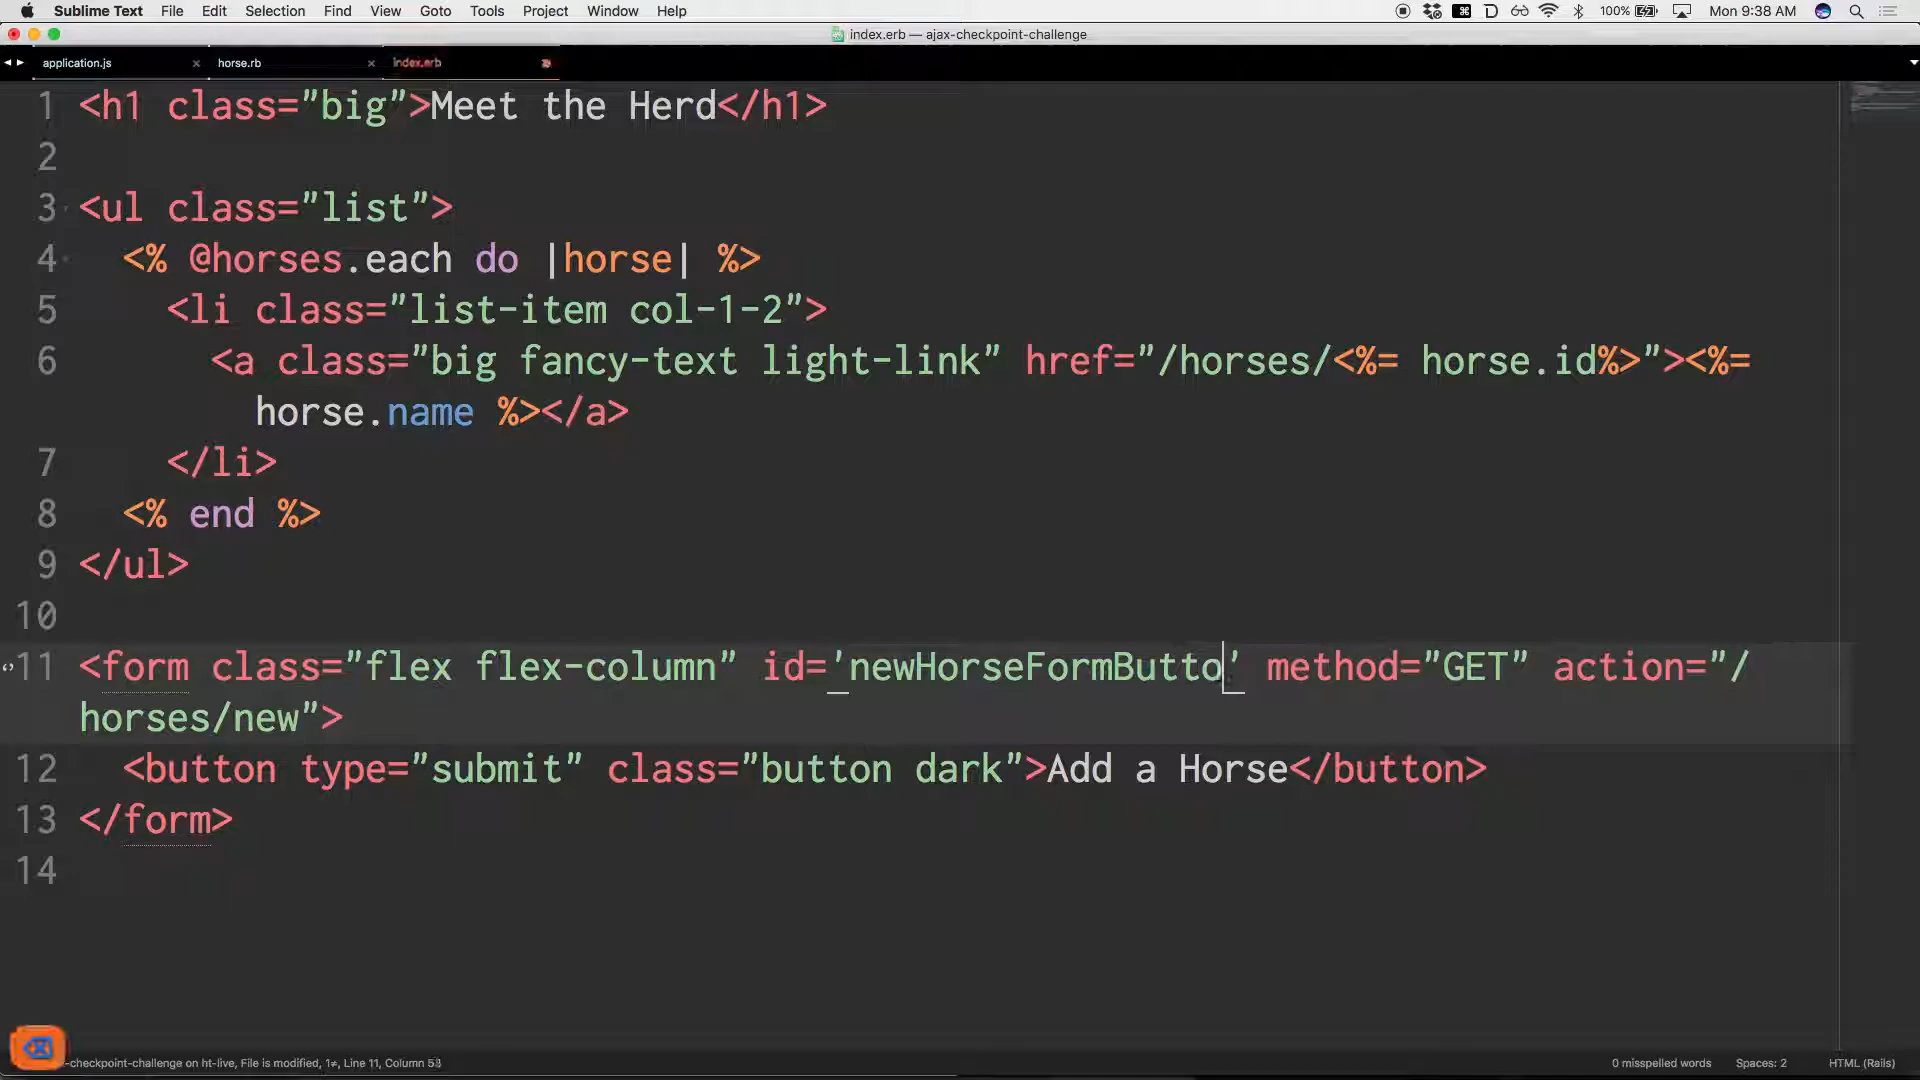 Sublime Text File Edit Selection Find View Goto Tools Project Window Help 100% Mon 9:38 AM
index.erb — ajax-checkpoint-challenge
application.js horse.rb index.erb
1 <h1 class="big">Meet the Herd</h1>
2
3 <ul class="list">
4 <% @horses.each do |horse| %>
5 <li class="list-item col-1-2">
6 <a class="big fancy-text light-link" href="/horses/<%= horse.id%>"><%=
horse.name %></a>
7 </li>
8 <% end %>
9 </ul>
10
11 <form class="flex flex-column" id='newHorseFormButto' method="GET" action="/
horses/new">
12 <button type="submit" class="button dark">Add a Horse</button>
13 </form>
14
-checkpoint-challenge on ht-live, File is modified, 1≠, Line 11, Column 0 misspelled words Spaces: 2 HTML (Rails)